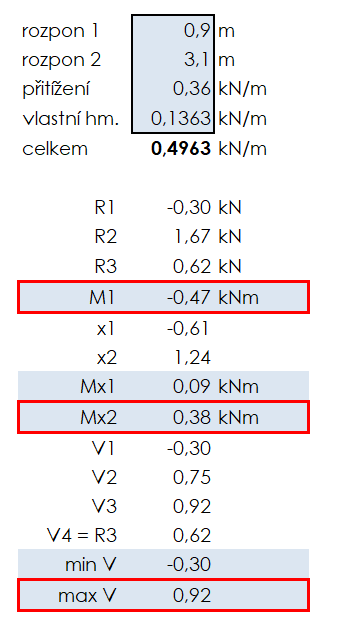 rozpon 1 0,9 m
rozpon 2 3,1 m
přitížení 0,36 kN/m
vlastní hm. 0,1363 kN/m
celkem 0,4963 kN/m
R1 -0,30 kN
R2 1,67 kN
R3 0,62 kN
M1 -0,47 kNm
x1 -0,61
x2 1,24
Mx1 0,09 kNm
Mx2 0,38 kNm
V1 -0,30
V2 0,75
V3 0,92
V4 = R3 0,62
min V -0,30
max V 0,92